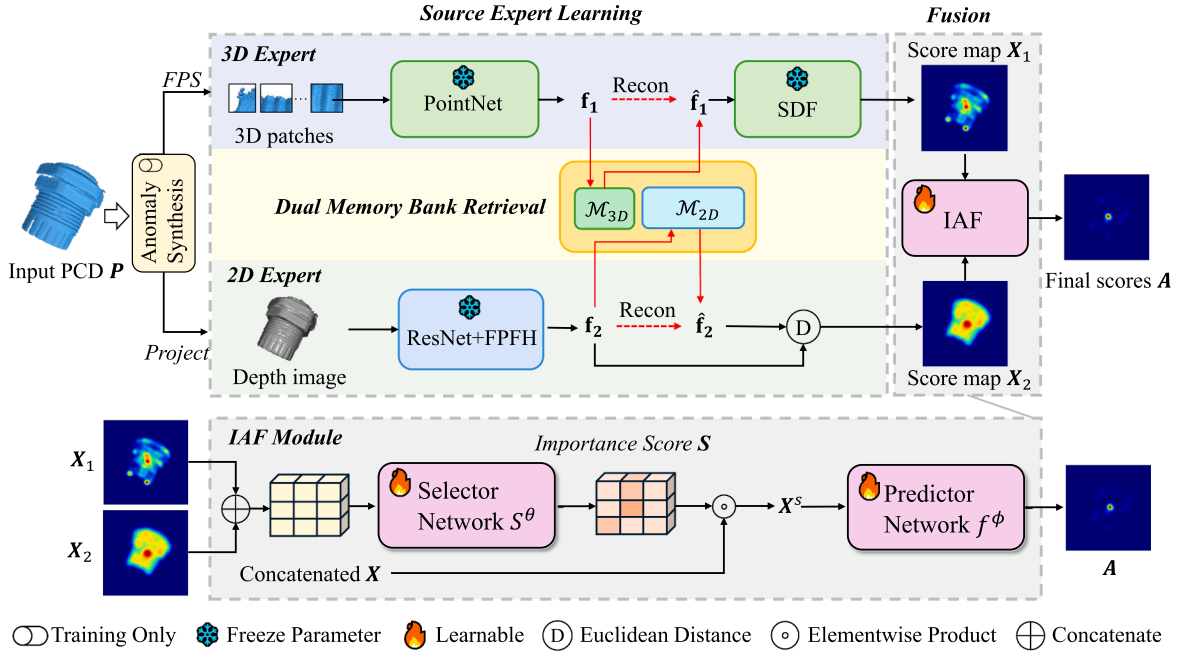 Source Expert Learning
Fusion
3D Expert
FPS
3D patches
PointNet
f₁
Recon
f̂₁
SDF
Score map X₁
Anomaly
Synthesis
Input PCD P
Dual Memory Bank Retrieval
ℳ3D
ℳ2D
IAF
Final scores A
2D Expert
Project
Depth image
ResNet+FPFH
f₂
Recon
f̂₂
D
Score map X₂
IAF Module
Importance Score S
X₁
X₂
Selector
Network Sᶿ
Xˢ
Predictor
Network fᵠ
Concatenated X
A
Training Only
Freeze Parameter
Learnable
D Euclidean Distance
Elementwise Product
Concatenate